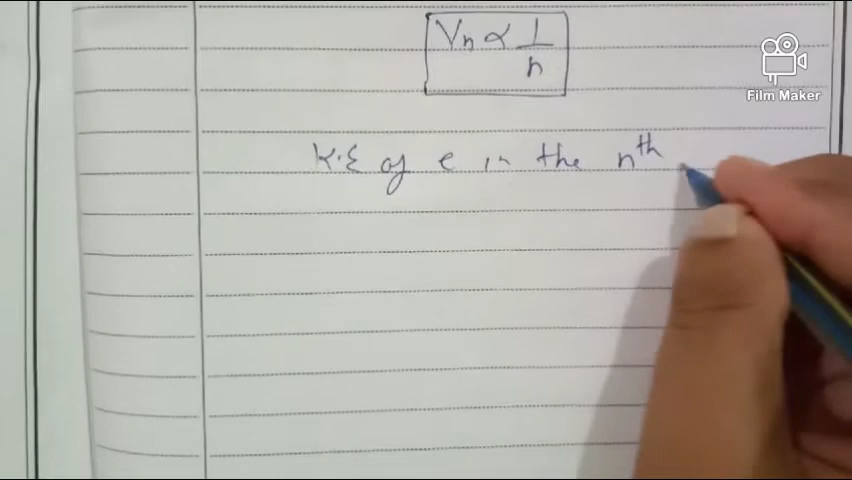 Vn ∝ 1/n
Film Maker
K.E of e in the nth